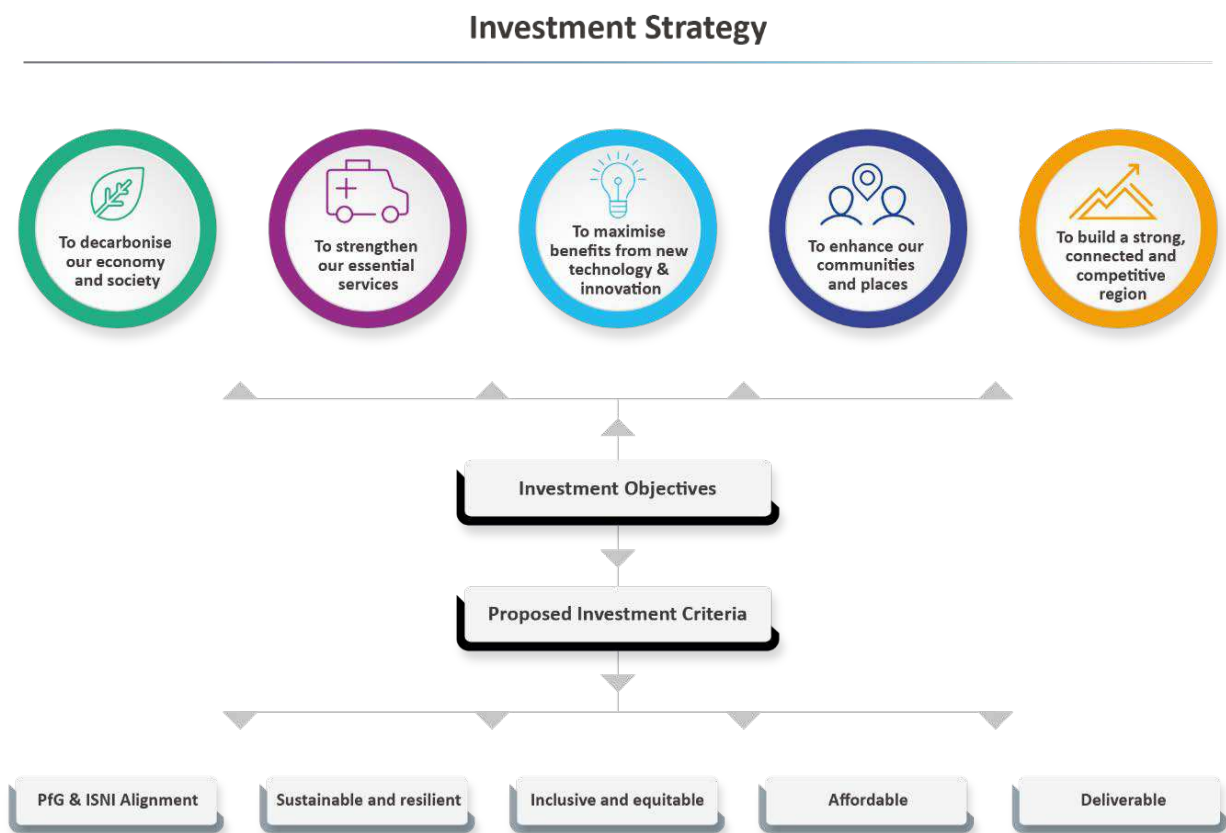 Investment Strategy
To decarbonise
our economy
and society
To strengthen
our essential
services
To maximise
benefits from new
technology &
innovation
To enhance our
communities
and places
To build a strong,
connected and
competitive
region
Investment Objectives
Proposed Investment Criteria
PfG & ISNI Alignment
Sustainable and resilient
Inclusive and equitable
Affordable
Deliverable